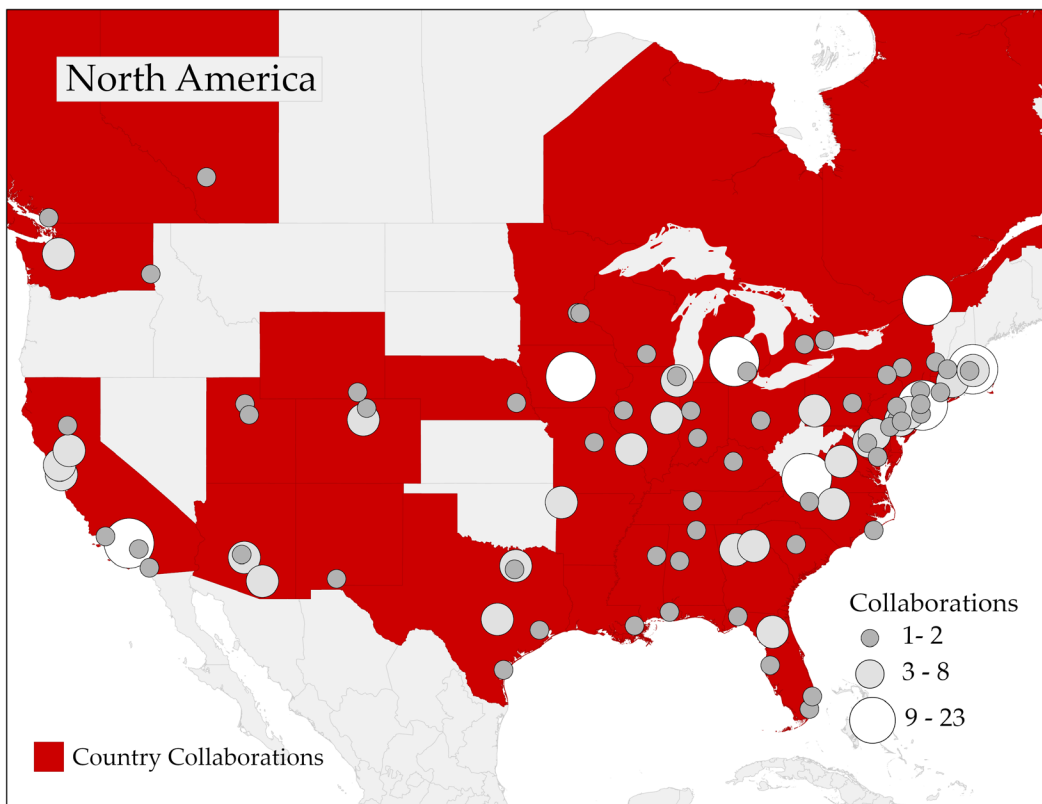 North America
Collaborations
1- 2
3 - 8
9 - 23
Country Collaborations